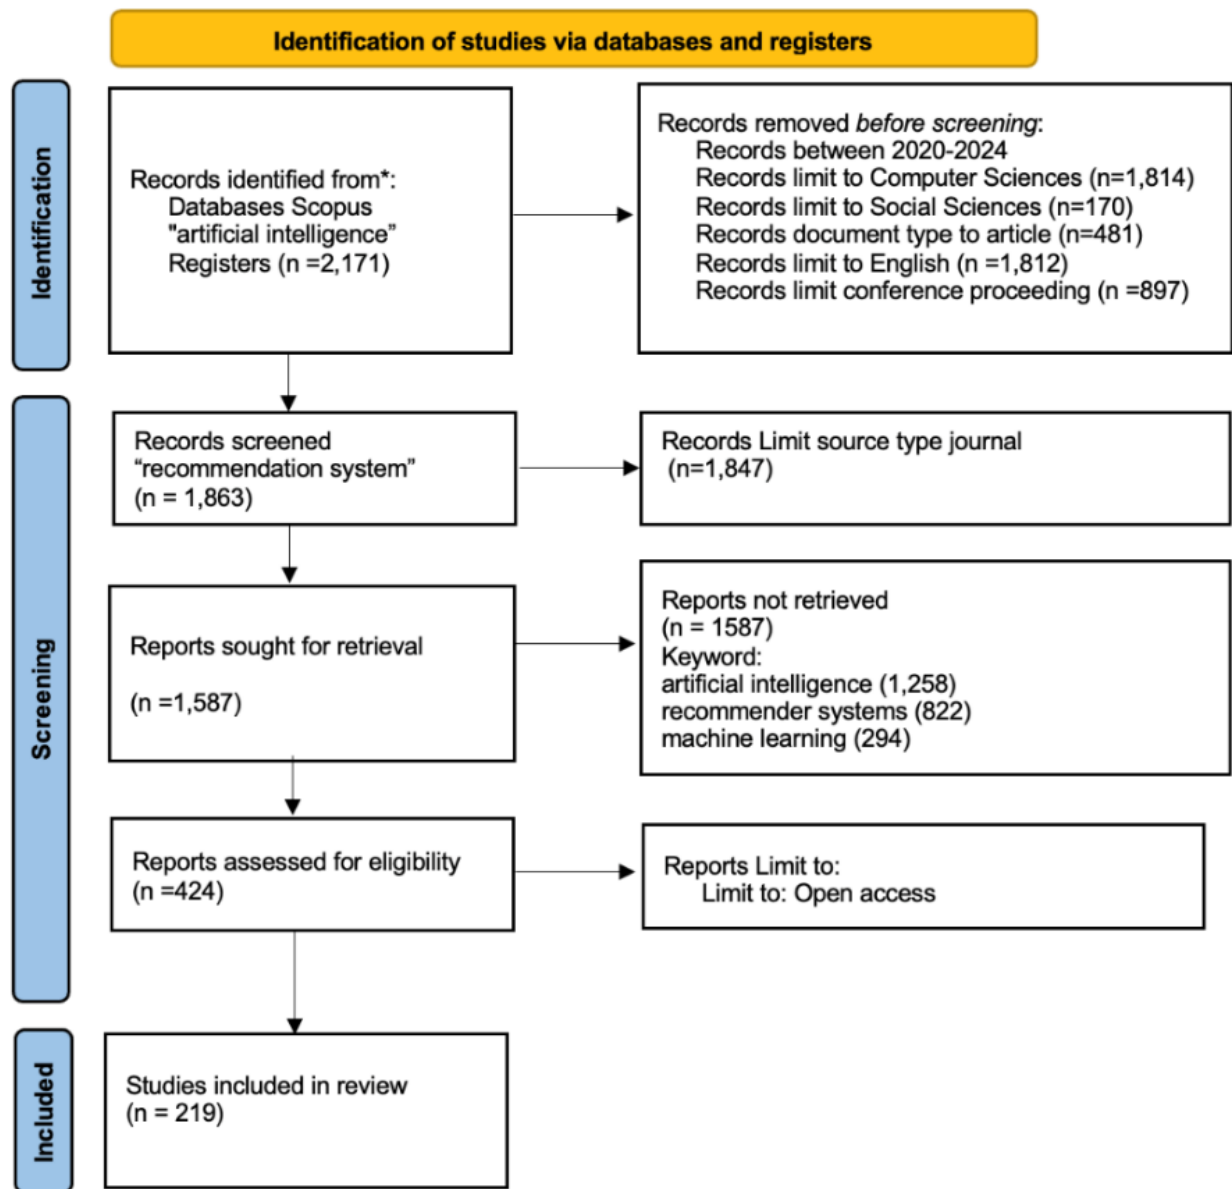 Identification of studies via databases and registers
Identification
Records identified from*:
Databases Scopus
"artificial intelligence”
Registers (n =2,171)
Records removed before screening:
Records between 2020-2024
Records limit to Computer Sciences (n=1,814)
Records limit to Social Sciences (n=170)
Records document type to article (n=481)
Records limit to English (n =1,812)
Records limit conference proceeding (n =897)
Screening
Records screened
“recommendation system”
(n = 1,863)
Records Limit source type journal
(n=1,847)
Reports sought for retrieval
(n =1,587)
Reports not retrieved
(n = 1587)
Keyword:
artificial intelligence (1,258)
recommender systems (822)
machine learning (294)
Reports assessed for eligibility
(n =424)
Reports Limit to:
Limit to: Open access
Included
Studies included in review
(n = 219)